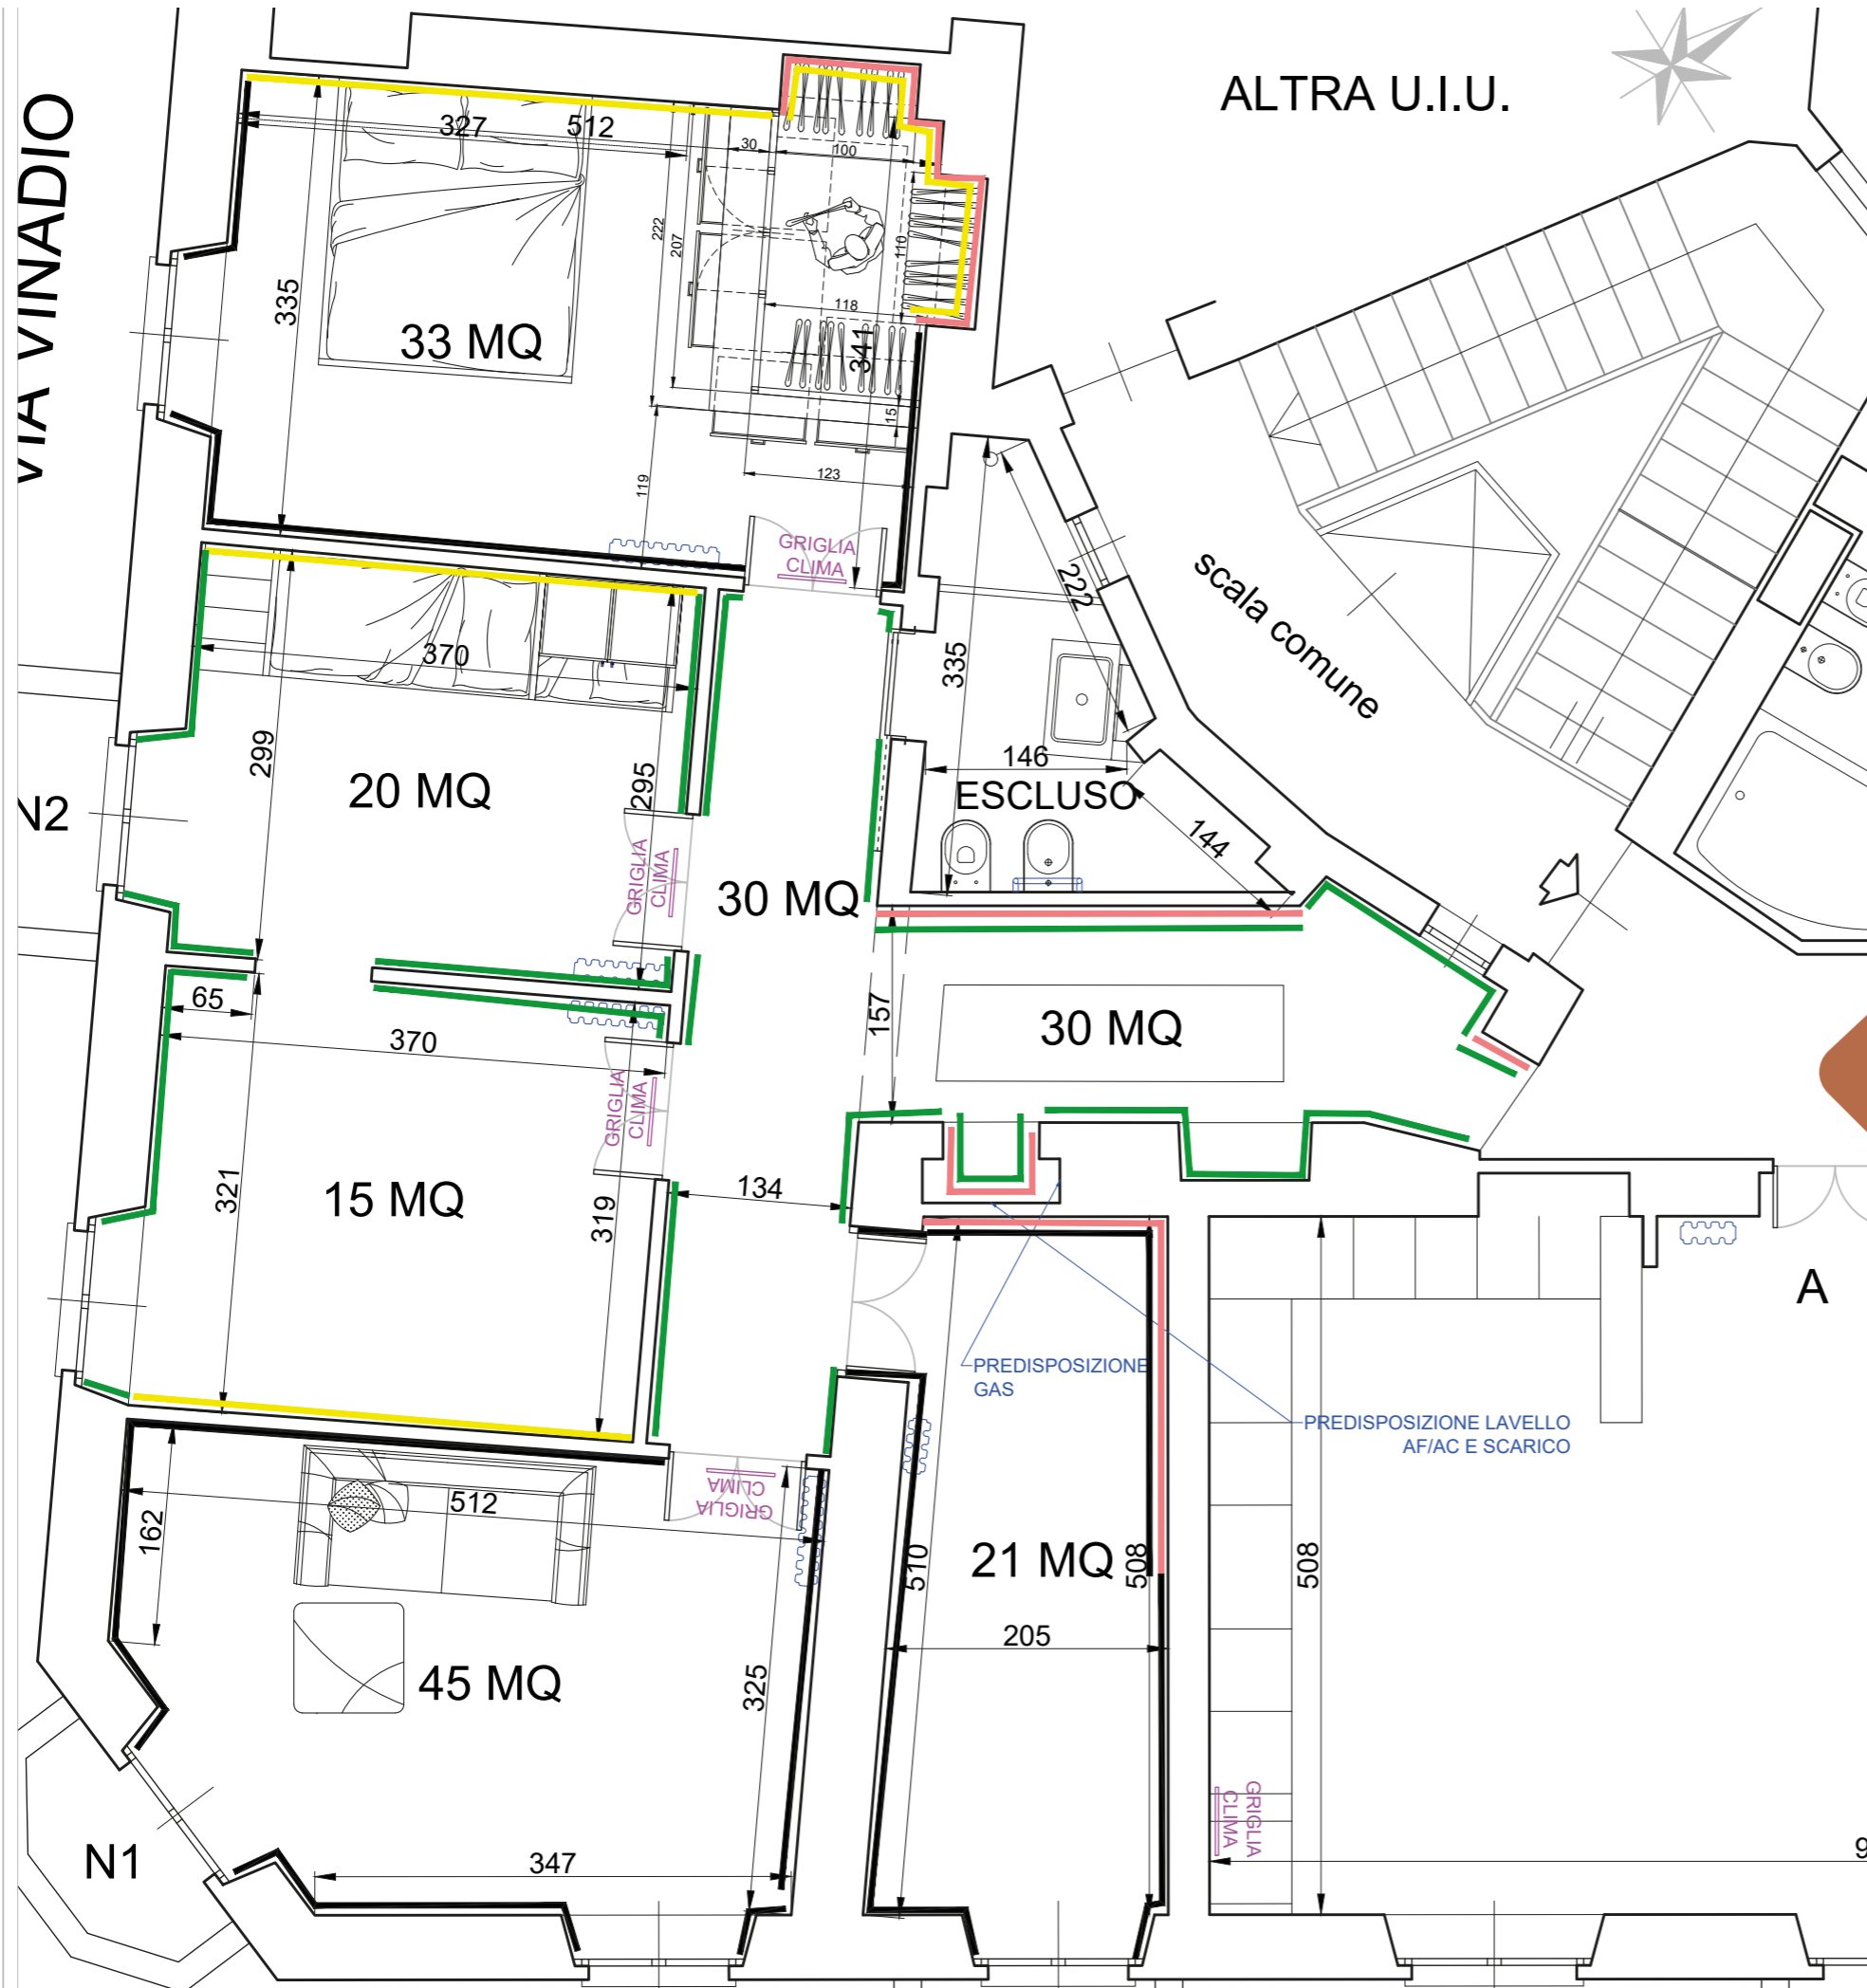 ALTRA U.I.U.
VIA VINADIO
327
512
30
100
222
207
110
335
33 MQ
118
341
15
119
123
GRIGLIA
CLIMA
222
scala comune
370
335
299
20 MQ
295
146
ESCLUSO
N2
144
GRIGLIA
CLIMA
30 MQ
65
157
30 MQ
370
GRIGLIA
CLIMA
321
15 MQ
319
134
A
PREDISPOSIZIONE
GAS
PREDISPOSIZIONE LAVELLO
AF/AC E SCARICO
GRIGLIA
CLIMA
512
162
510
21 MQ
508
508
205
45 MQ
325
GRIGLIA
CLIMA
N1
347
9